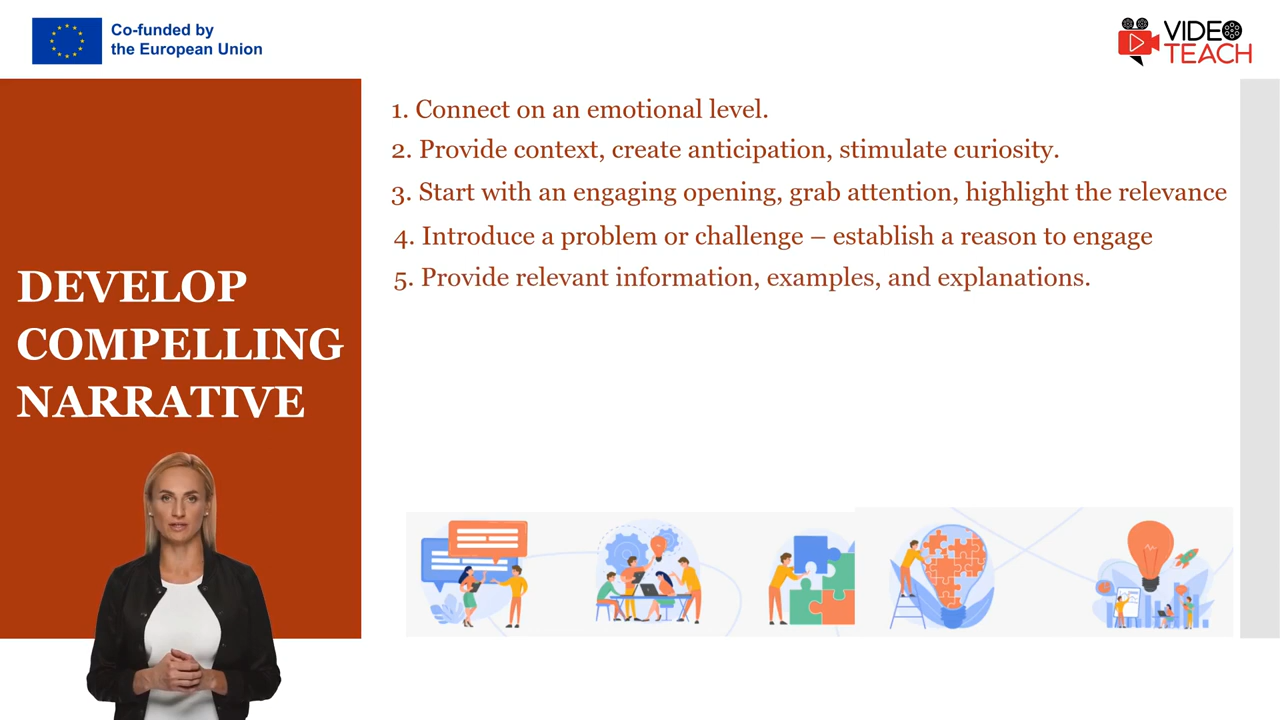 Co-funded by
the European Union
VIDEO
TEACH
1. Connect on an emotional level.
2. Provide context, create anticipation, stimulate curiosity.
3. Start with an engaging opening, grab attention, highlight the relevance
4. Introduce a problem or challenge – establish a reason to engage
5. Provide relevant information, examples, and explanations.
DEVELOP
COMPELLING
NARRATIVE